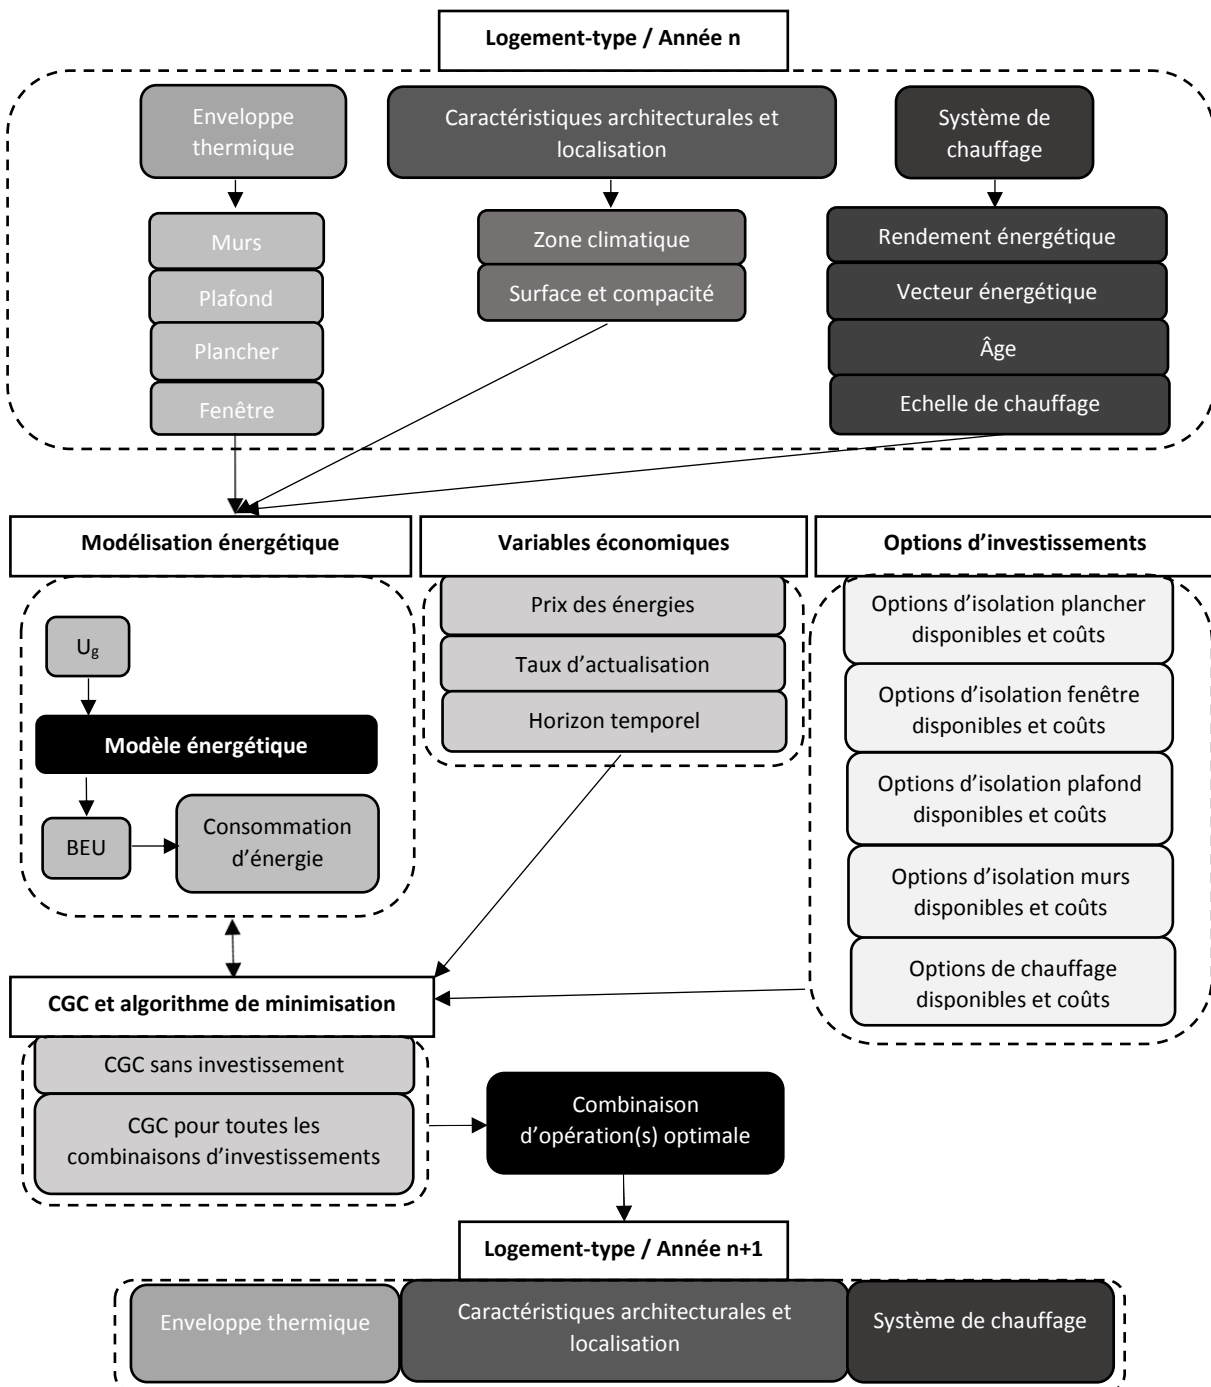 Logement-type / Année n
Enveloppe
thermique
Caractéristiques architecturales et
localisation
Système de
chauffage
Murs
Plafond
Plancher
Fenêtre
Zone climatique
Surface et compacité
Rendement énergétique
Vecteur énergétique
Âge
Echelle de chauffage
Modélisation énergétique
Variables économiques
Options d’investissements
Ug
Modèle énergétique
BEU
Consommation
d’énergie
Prix des énergies
Taux d’actualisation
Horizon temporel
Options d’isolation plancher
disponibles et coûts
Options d’isolation fenêtre
disponibles et coûts
Options d’isolation plafond
disponibles et coûts
Options d’isolation murs
disponibles et coûts
Options de chauffage
disponibles et coûts
CGC et algorithme de minimisation
CGC sans investissement
CGC pour toutes les
combinaisons d’investissements
Combinaison
d’opération(s) optimale
Logement-type / Année n+1
Enveloppe thermique
Caractéristiques architecturales et
localisation
Système de chauffage